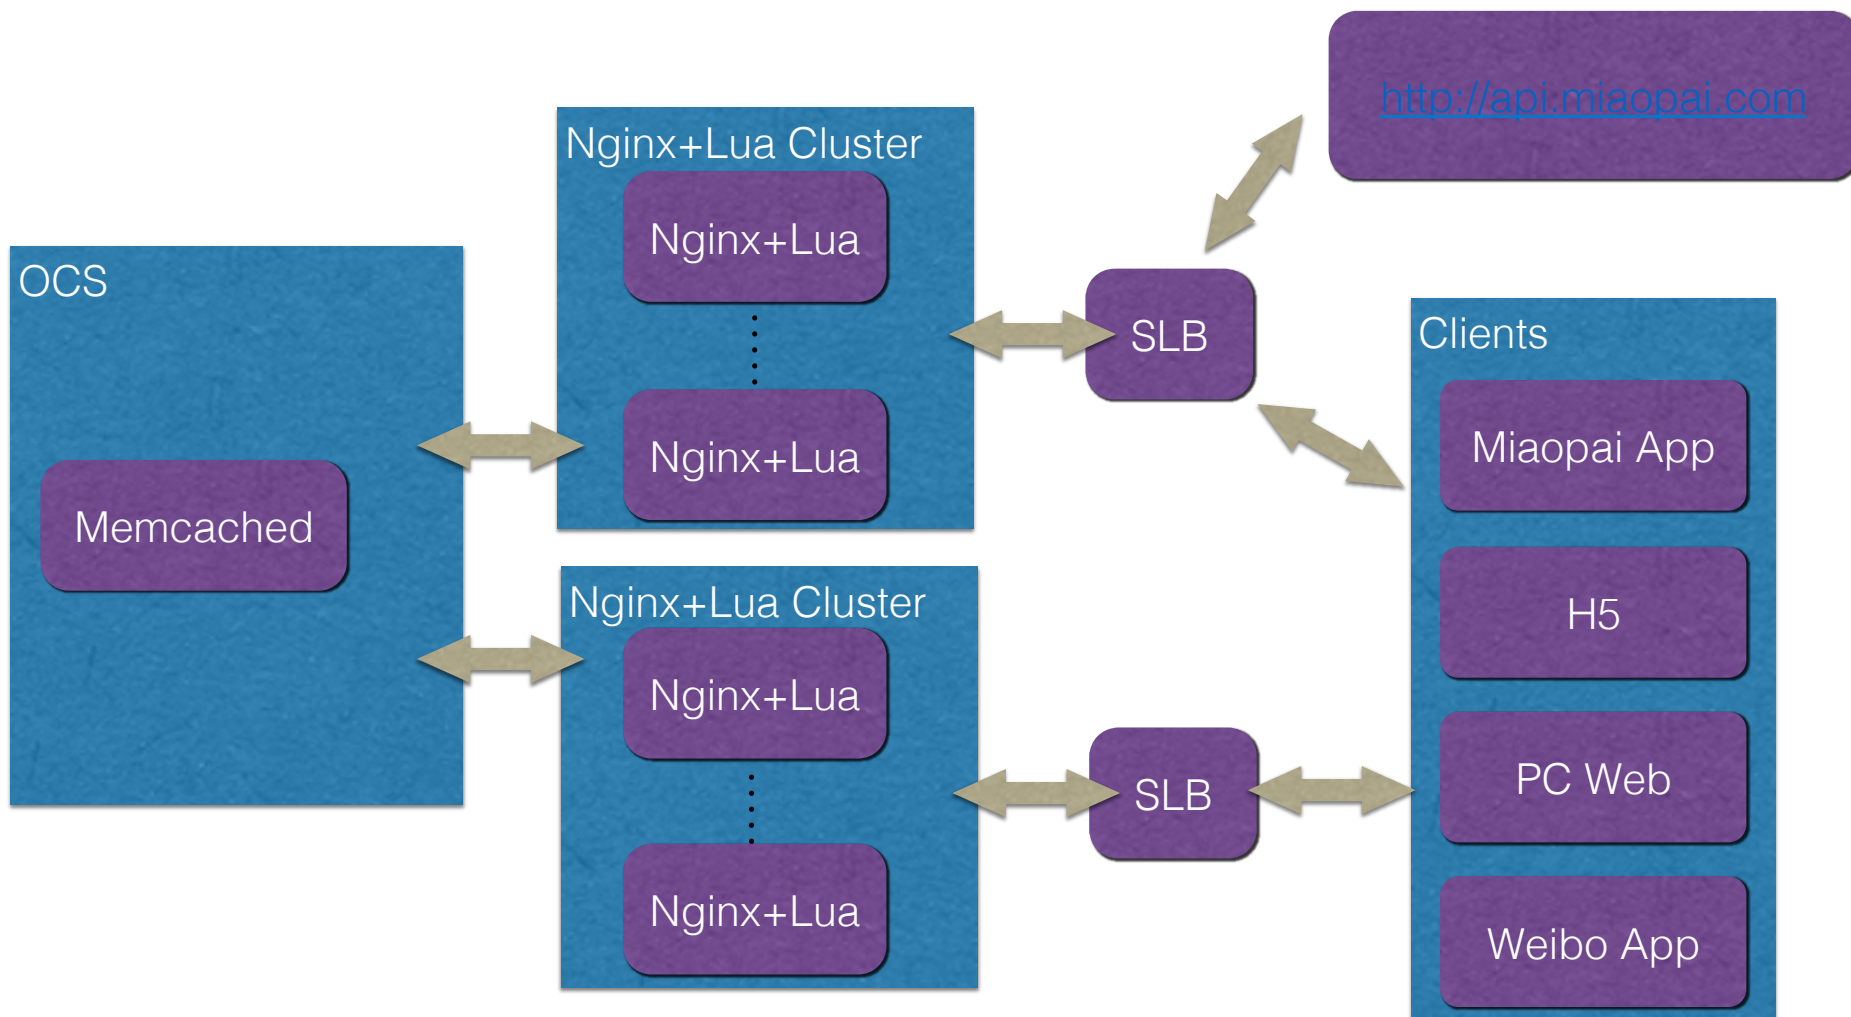 http://api.miaopai.com
Nginx+Lua Cluster
Nginx+Lua
Nginx+Lua
OCS
Memcached
SLB
Clients
Miaopai App
H5
PC Web
Weibo App
Nginx+Lua Cluster
Nginx+Lua
Nginx+Lua
SLB